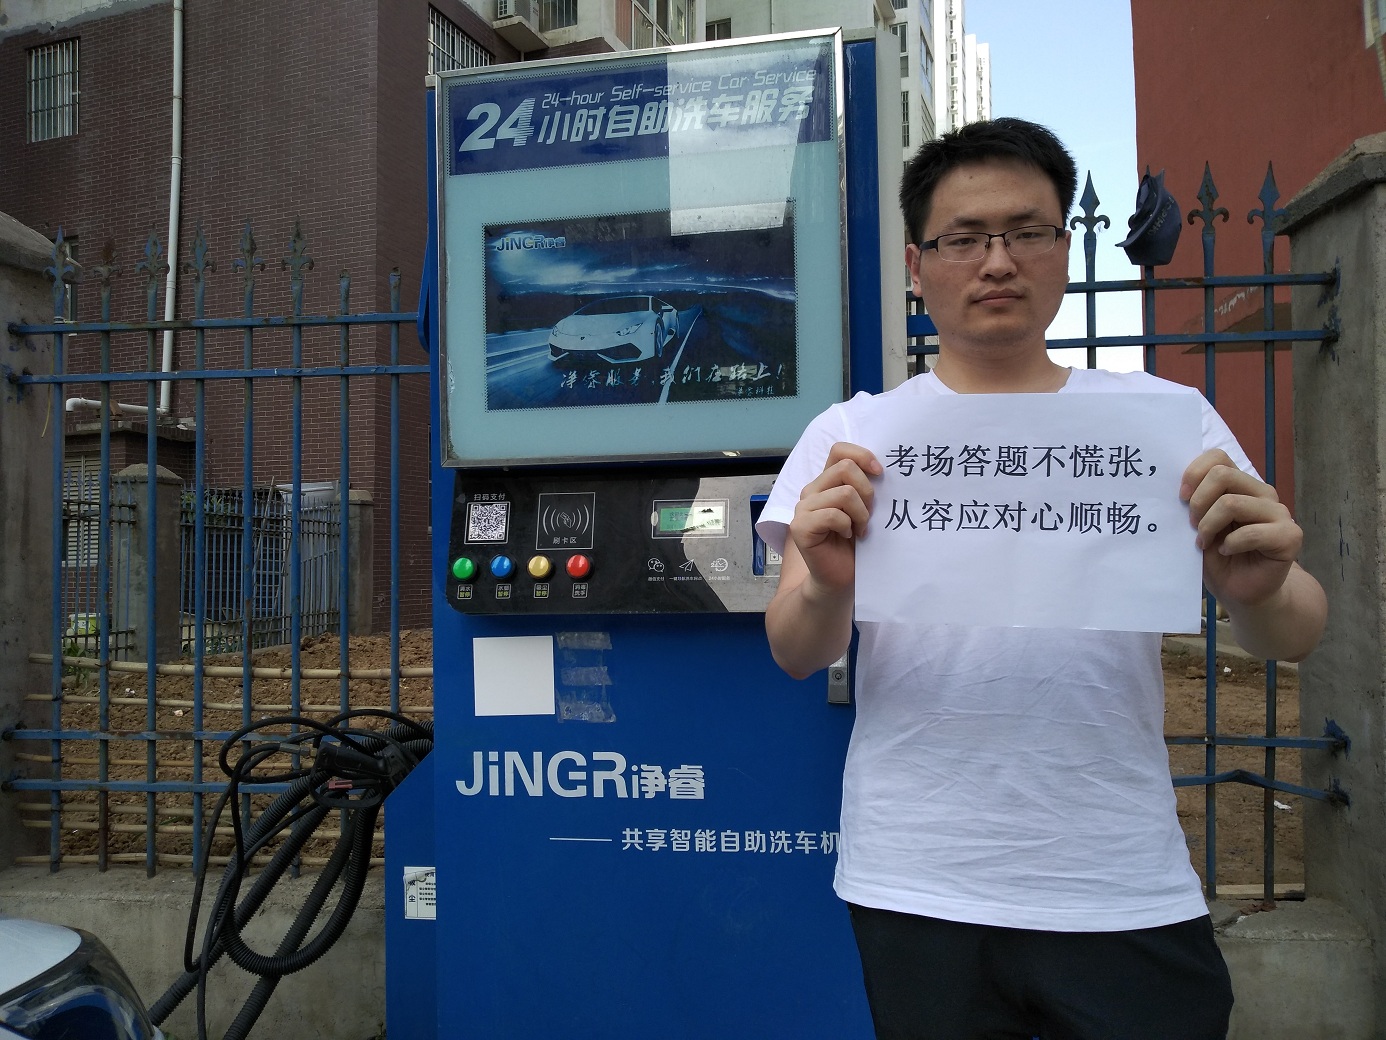 24-hour Self-service Car Service
24小时自助洗车服务
JiNGR净睿
净保服务,我们在路上!
扫码支付
刷卡区
JiNGR净睿
共享智能自助洗车机
考场答题不慌张，
从容应对心顺畅。